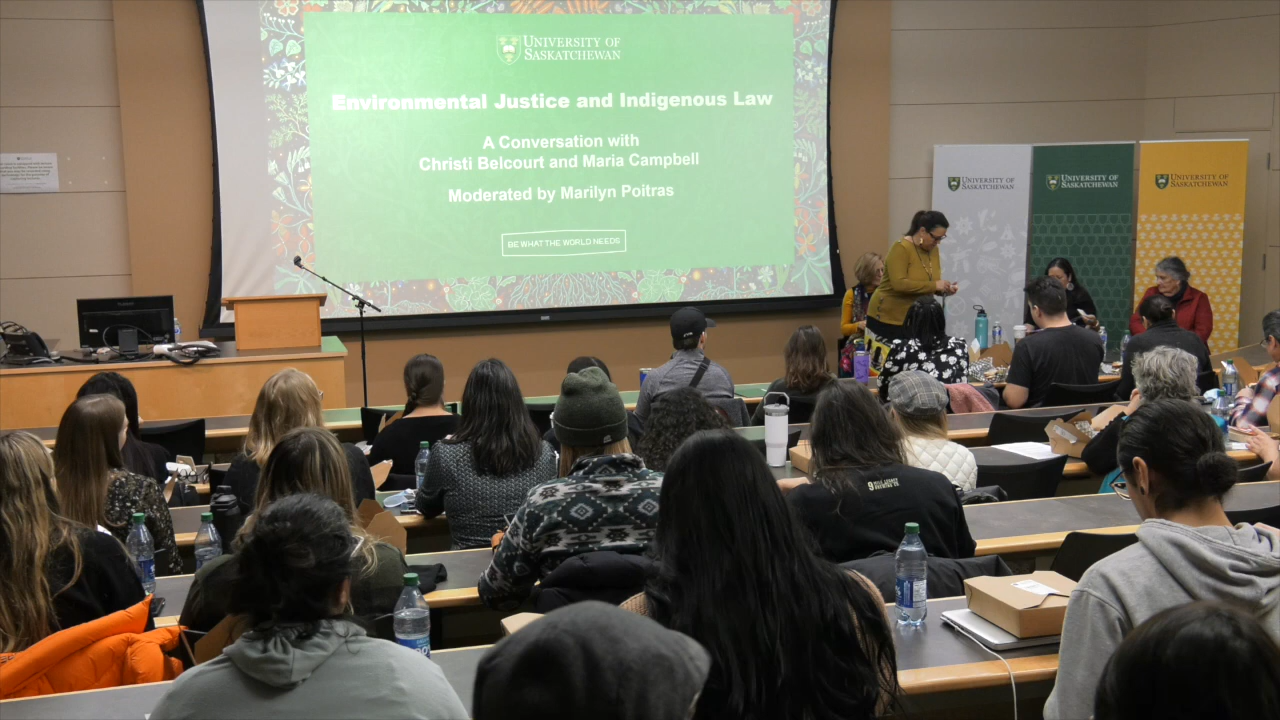 UNIVERSITY OF
SASKATCHEWAN
Environmental Justice and Indigenous Law
A Conversation with
Christi Belcourt and Maria Campbell
Moderated by Marilyn Poitras
BE WHAT THE WORLD NEEDS
UNIVERSITY OF
SASKATCHEWAN
UNIVERSITY OF
SASKATCHEWAN
UNIVERSITY OF
SASKATCHEWAN